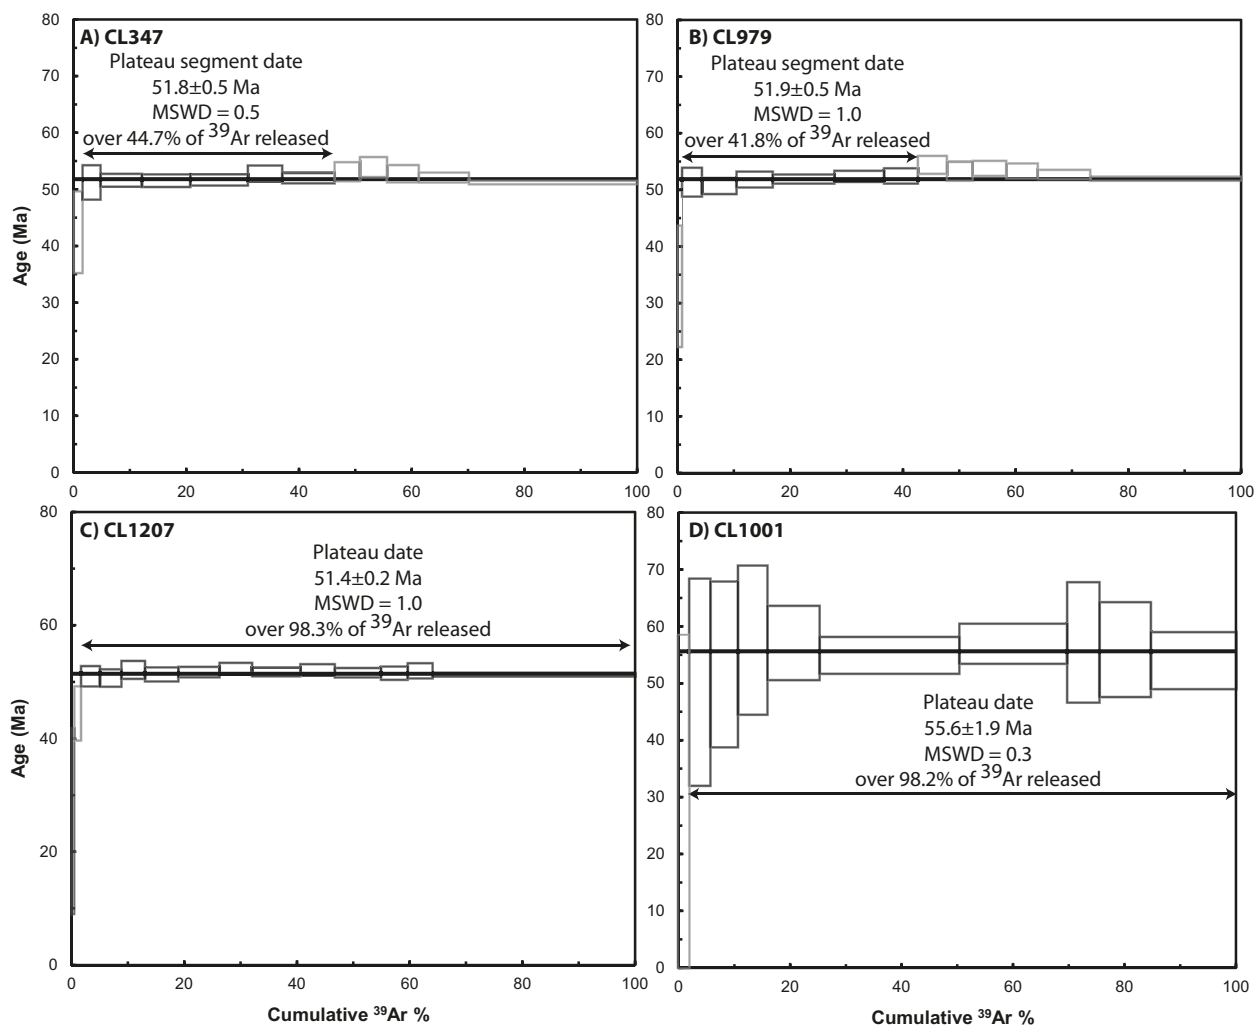 A) CL347
Plateau segment date
51.8±0.5 Ma
MSWD = 0.5
over 44.7% of 39Ar released
80
70
60
50
40
30
20
10
0
Age (Ma)
0 20 40 60 80 100
B) CL979
Plateau segment date
51.9±0.5 Ma
MSWD = 1.0
over 41.8% of 39Ar released
80
70
60
50
40
30
20
10
0
0 20 40 60 80 100
C) CL1207
Plateau date
51.4±0.2 Ma
MSWD = 1.0
over 98.3% of 39Ar released
80
60
40
20
0
Age (Ma)
0 20 40 60 80 100
Cumulative 39Ar %
D) CL1001
Plateau date
55.6±1.9 Ma
MSWD = 0.3
over 98.2% of 39Ar released
80
70
60
50
40
30
20
10
0
0 20 40 60 80 100
Cumulative 39Ar %